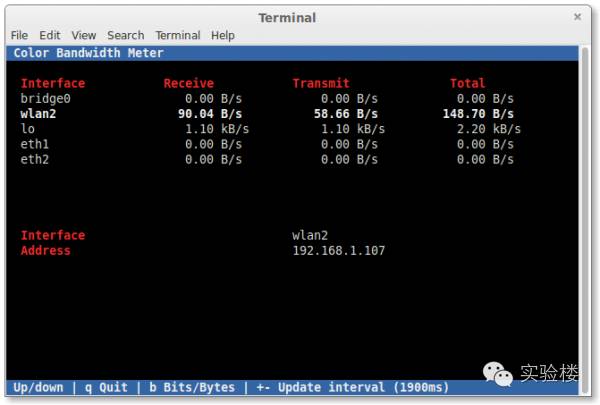 Terminal
File Edit View Search Terminal Help
Color Bandwidth Meter
Interface Receive Transmit Total
bridge0 0.00 B/s 0.00 B/s 0.00 B/s
wlan2 90.04 B/s 58.66 B/s 148.70 B/s
lo 1.10 kB/s 1.10 kB/s 2.20 kB/s
eth1 0.00 B/s 0.00 B/s 0.00 B/s
eth2 0.00 B/s 0.00 B/s 0.00 B/s
Interface wlan2
Address 192.168.1.107
实验楼
Up/down | q Quit | b Bits/Bytes | +- Update interval (1900ms)